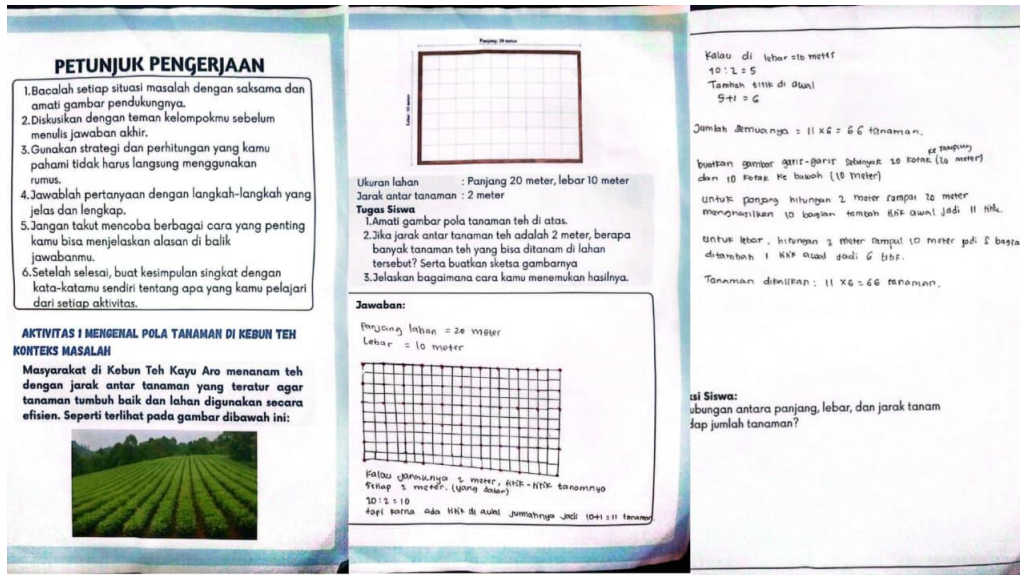 PETUNJUK PENGERJAAN
1.Bacalah setiap situasi masalah dengan saksama dan
amati gambar pendukungnya.
2.Diskusikan dengan teman kelompokmu sebelum
menulis jawaban akhir.
3.Gunakan strategi dan perhitungan yang kamu
pahami tidak harus langsung menggunakan
rumus.
4.Jawablah pertanyaan dengan langkah-langkah yang
jelas dan lengkap.
5.Jangan takut mencoba berbagai cara yang penting
kamu bisa menjelaskan alasan di balik
jawabanmu.
6.Setelah selesai, buat kesimpulan singkat dengan
kata-katamu sendiri tentang apa yang kamu pelajari
dari setiap aktivitas.
AKTIVITAS 1 MENGENAL POLA TANAMAN DI KEBUN TEH
KONTEKS MASALAH
Masyarakat di Kebun Teh Kayu Aro menanam teh
dengan jarak antar tanaman yang teratur agar
tanaman tumbuh baik dan lahan digunakan secara
efisien. Seperti terlihat pada gambar dibawah ini:
Panjang: 20 meter
Lebar: 10 meter
Ukuran lahan : Panjang 20 meter, lebar 10 meter
Jarak antar tanaman : 2 meter
Tugas Siswa
1.Amati gambar pola tanaman teh di atas.
2.Jika jarak antar tanaman teh adalah 2 meter, berapa
banyak tanaman teh yang bisa ditanam di lahan
tersebut? Serta buatkan sketsa gambarnya
3.Jelaskan bagaimana cara kamu menemukan hasilnya.
Jawaban:
Panjang lahan = 20 meter
Lebar = 10 meter
Kalau jaraknya 2 meter, titik-titik tanamnya
setiap 2 meter. (yang datar)
20 : 2 = 10
tapi karna ada titik di awal jumlahnya jadi 10+1 = 11 tanaman
Kalau di lebar = 10 meter
10 : 2 = 5
Tambah titik di awal
5+1 = 6
Jumlah semuanya = 11 x 6 = 66 tanaman.
buatkan gambar garis-garis sebanyak 20 kotak ke samping (20 meter)
dan 10 kotak ke bawah (10 meter)
untuk panjang hitungan 2 meter sampai 20 meter
menghasilkan 10 bagian tambah titik awal jadi 11 titik.
untuk lebar, hitungan 2 meter sampai 10 meter jadi 5 bagia
ditambah 1 titik awal jadi 6 titik.
Tanaman dihasilkan : 11 x 6 = 66 tanaman.
si Siswa:
ubungan antara panjang, lebar, dan jarak tanam
dap jumlah tanaman?